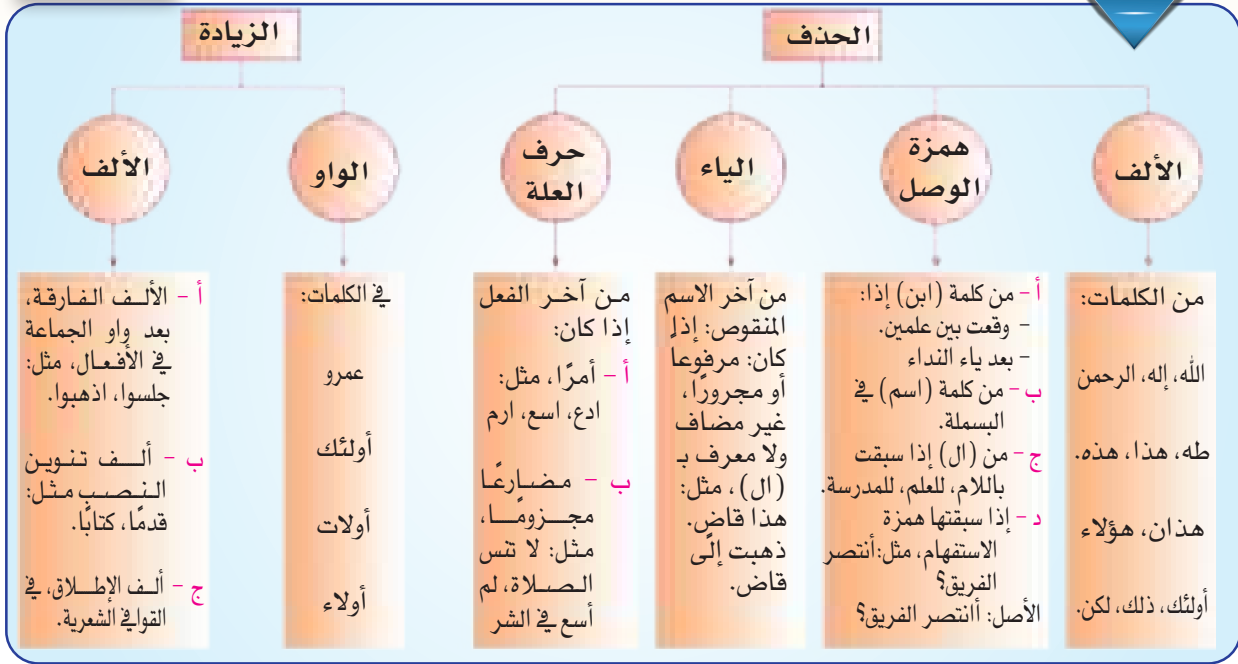 الحذف
الألف
من الكلمات:
الله، إله، الرحمن
طه، هذا، هذه.
هذان، هؤلاء
أولئك، ذلك، لكن.
همزة
الوصل
أ - من كلمة (ابن) إذا:
- وقعت بين علمين.
- بعد ياء النداء
ب - من كلمة (اسم) في
البسملة.
ج - من (ال) إذا سبقت
باللام، للعلم، للمدرسة.
د - إذا سبقتها همزة
الاستفهام، مثل: أنتصر
الفريق؟
الأصل: أانتصر الفريق؟
الياء
من آخر الاسم
المنقوص: إذا
كان: مرفوعا
أو مجرورًا،
غير مضاف
ولا معرف بـ
(ال)، مثل:
هذا قاضٍ.
ذهبت إلى
قاض.
حرف
العلة
من آخر الفعل
إذا كان:
أ - أمرًا، مثل:
ادع، اسع، ارم
ب - مضارعًا
مجزومًا،
مثل: لا تنس
الصلاة، لم
أسع في الشر
الزيادة
الواو
في الكلمات:
عمرو
أولئك
أولات
أولاء
الألف
أ - الألف الفارقة،
بعد واو الجماعة
في الأفعال، مثل:
جلسوا، اذهبوا.
ب - ألف تنوين
النصب مثل:
قدمًا، كتابًا.
ج - ألف الإطلاق، في
القوافي الشعرية.